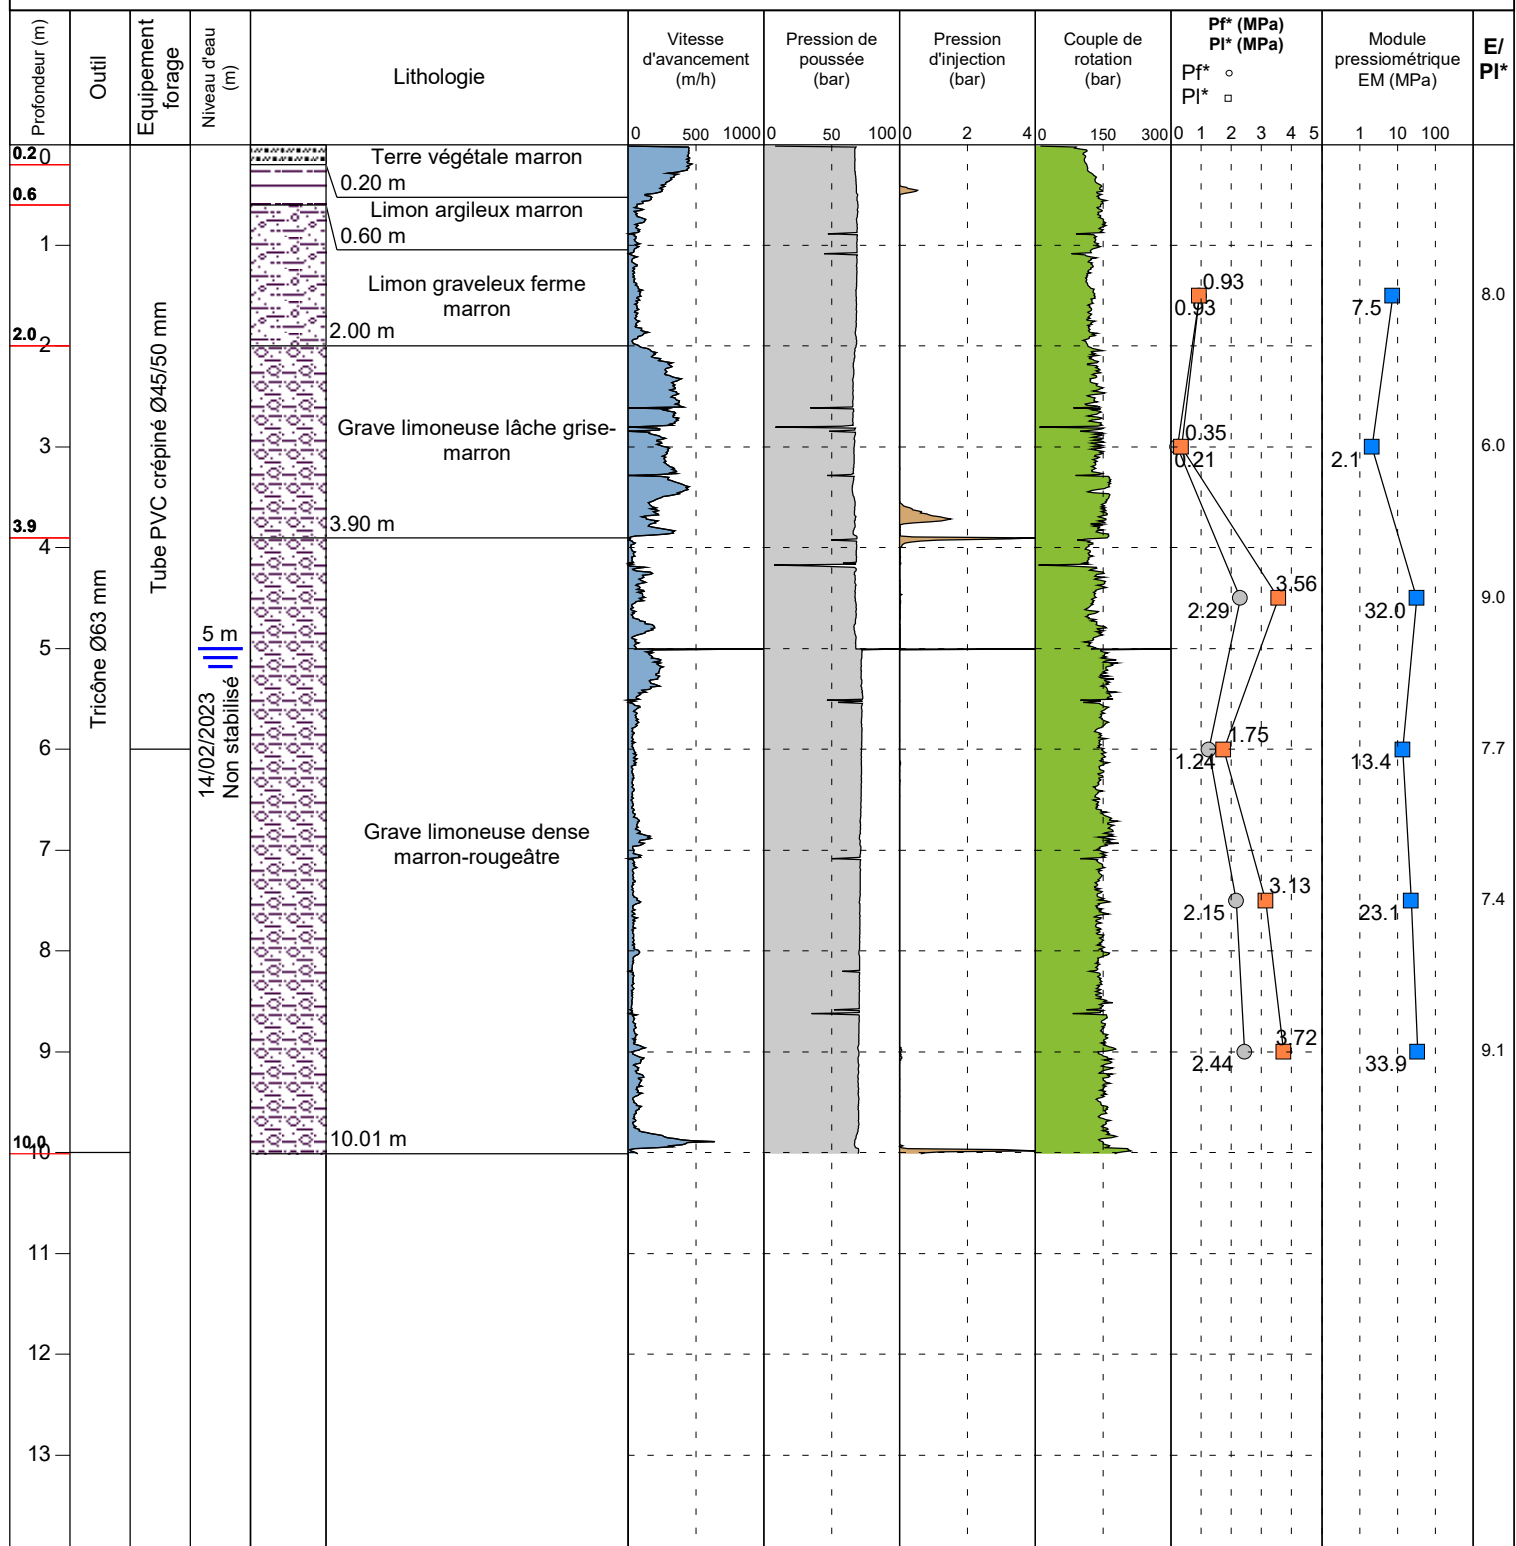 Profondeur (m)
Outil
Equipement
forage
Niveau d'eau
(m)
Lithologie
Vitesse
d'avancement
(m/h)
Pression de
poussée
(bar)
Pression
d'injection
(bar)
Couple de
rotation
(bar)
Pf* (MPa)
Pl* (MPa)
Pf*
Pl*
Module
pressiométrique
EM (MPa)
E/
Pl*
0 500 1000
0 50 100
0 2 4
0 150 300
0 1 2 3 4 5
1 10 100
0.2
0
0.6
1
2.0
2
3
3.9
4
5
6
7
8
9
10.0
10
11
12
13
Tricône Ø63 mm
Tube PVC crépiné Ø45/50 mm
5 m
14/02/2023
Non stabilisé
Terre végétale marron
0.20 m
Limon argileux marron
0.60 m
Limon graveleux ferme
marron
2.00 m
Grave limoneuse lâche grise-
marron
3.90 m
Grave limoneuse dense
marron-rougeâtre
10.01 m
0.93
0.93
7.5
8.0
0.35
0.21
2.1
6.0
3.56
2.29
32.0
9.0
1.75
1.24
13.4
7.7
3.13
2.15
23.1
7.4
3.72
2.44
33.9
9.1